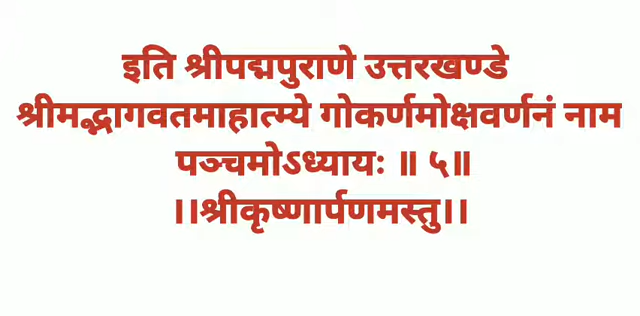 इति श्रीपद्मपुराणे उत्तरखण्डे
श्रीमद्भागवतमाहात्म्ये गोकर्णमोक्षवर्णनं नाम
पञ्चमोऽध्यायः ॥ ५॥
।।श्रीकृष्णार्पणमस्तु।।